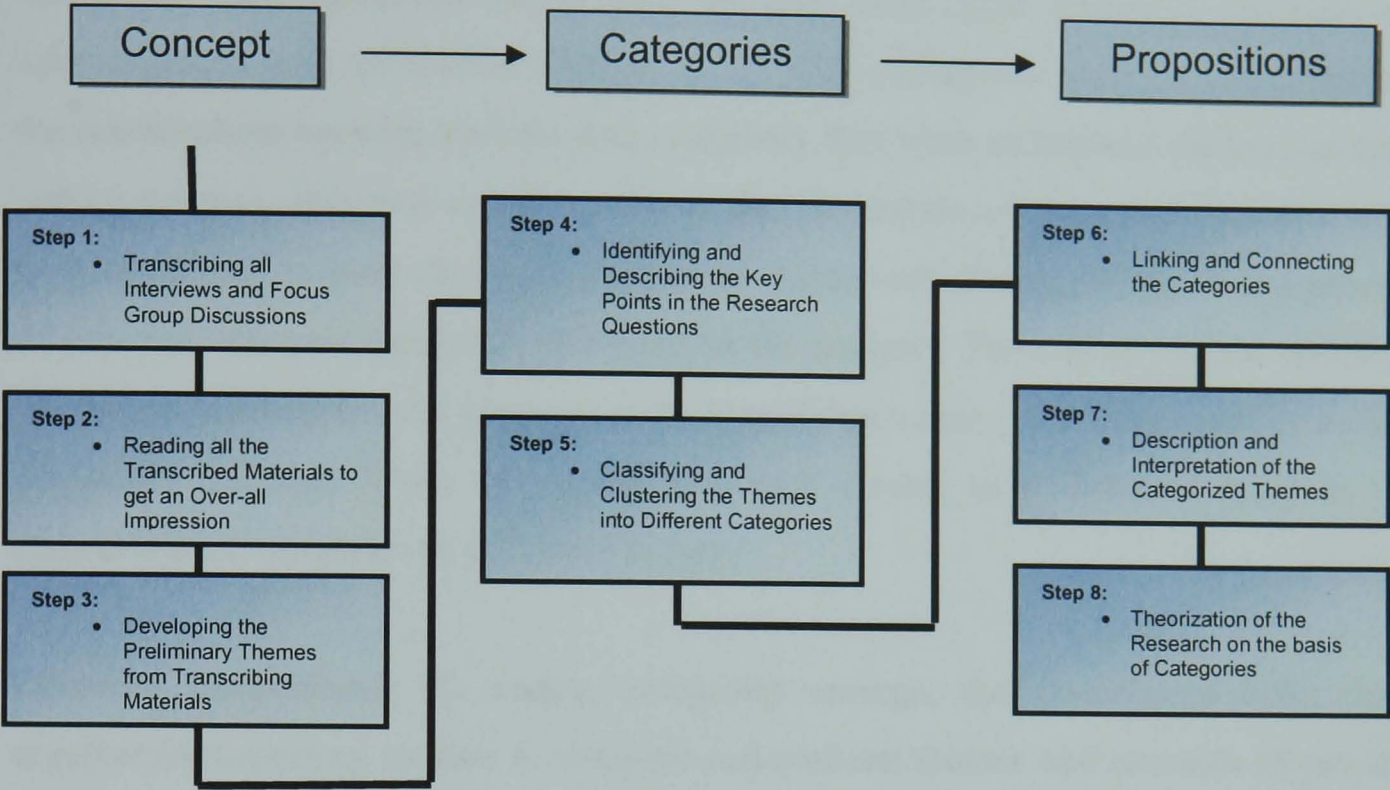 Concept
Categories
Propositions
Step 1:
• Transcribing all
Interviews and Focus
Group Discussions
Step 2:
• Reading all the
Transcribed Materials to
get an Over-all
Impression
Step 3:
• Developing the
Preliminary Themes
from Transcribing
Materials
Step 4:
• Identifying and
Describing the Key
Points in the Research
Questions
Step 5:
• Classifying and
Clustering the Themes
into Different Categories
Step 6:
• Linking and Connecting
the Categories
Step 7:
• Description and
Interpretation of the
Categorized Themes
Step 8:
• Theorization of the
Research on the basis
of Categories